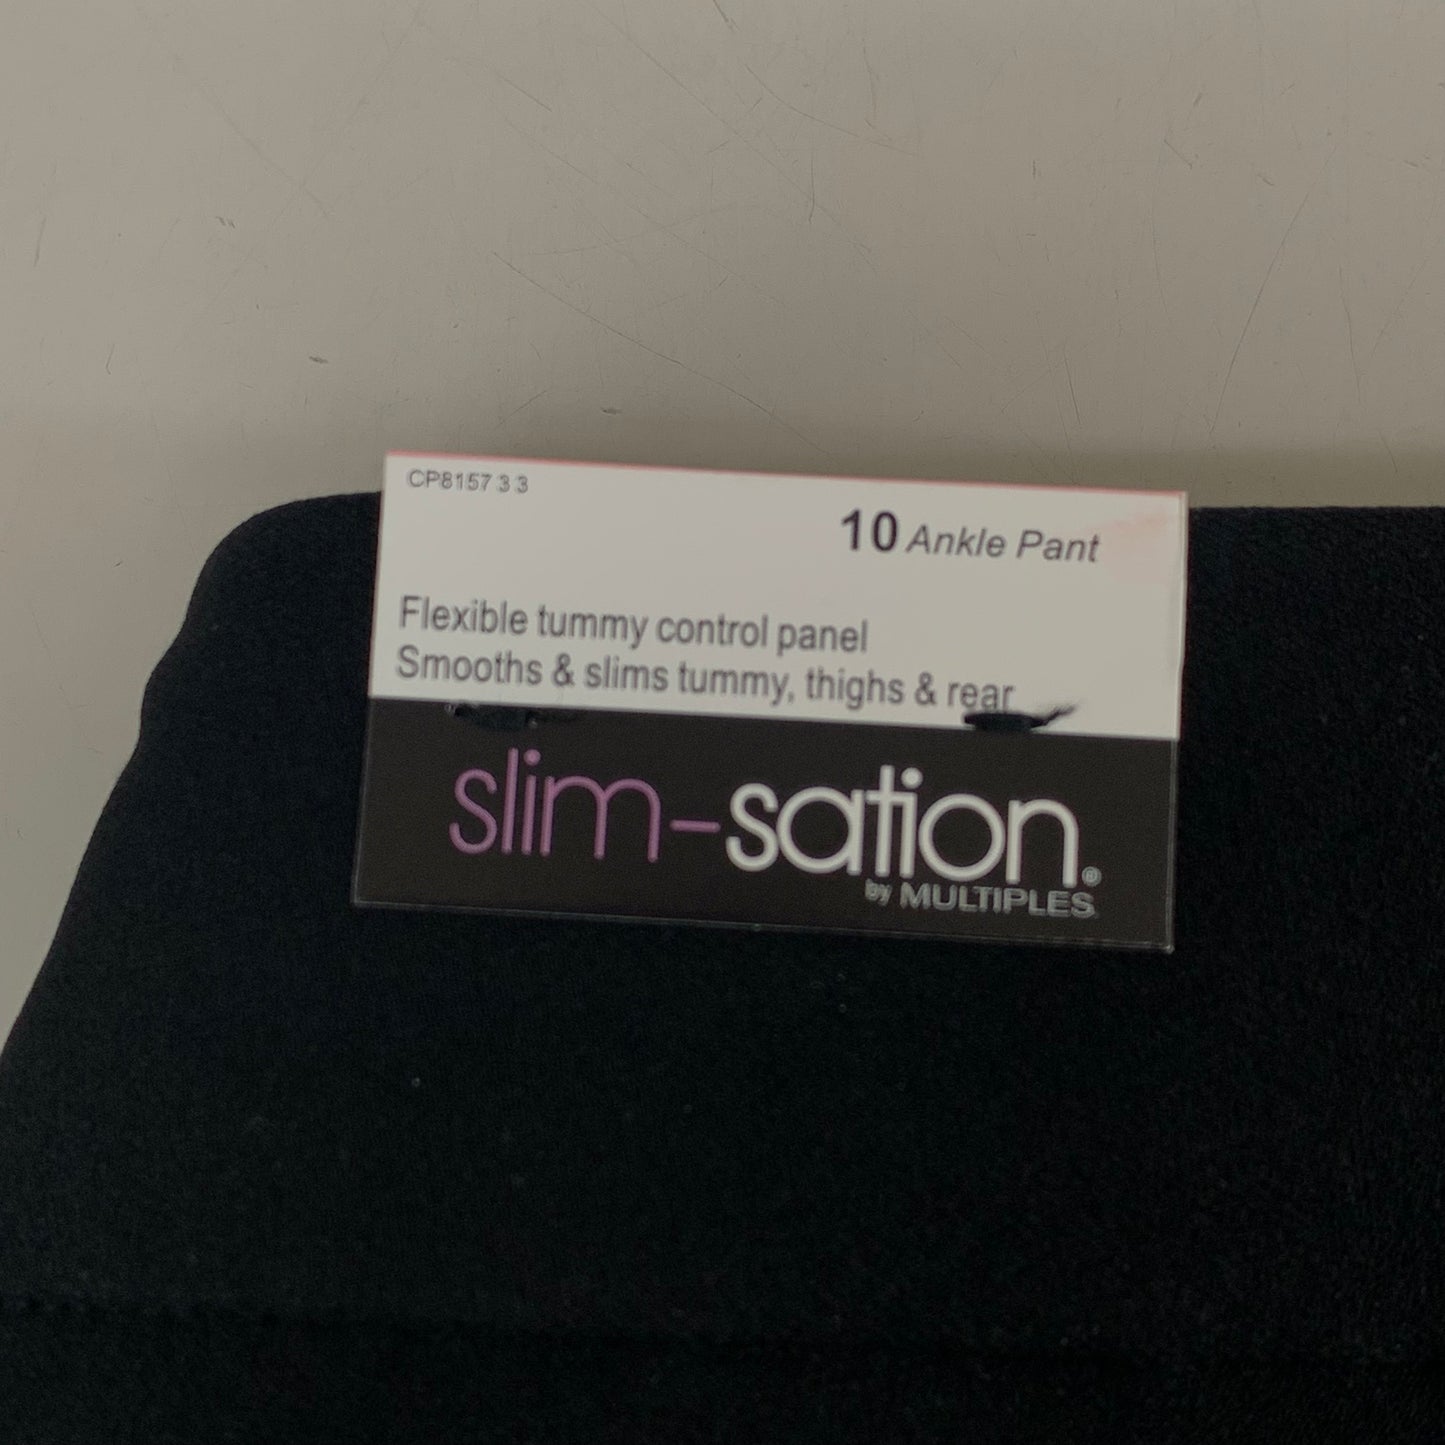 CP8157 3 3
10 Ankle Pant
Flexible tummy control panel
Smooths & slims tummy, thighs & rear
slim-sation®
by MULTIPLES